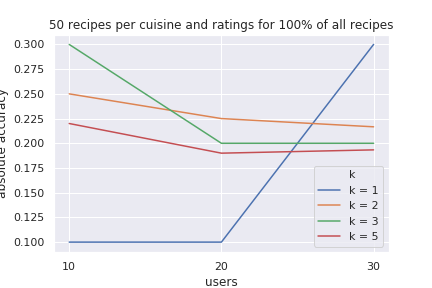 50 recipes per cuisine and ratings for 100% of all recipes
0.300
0.275
0.250
0.225
0.200
0.175
0.150
0.125
0.100
absolute accuracy
10
20
30
users
k
k = 1
k = 2
k = 3
k = 5